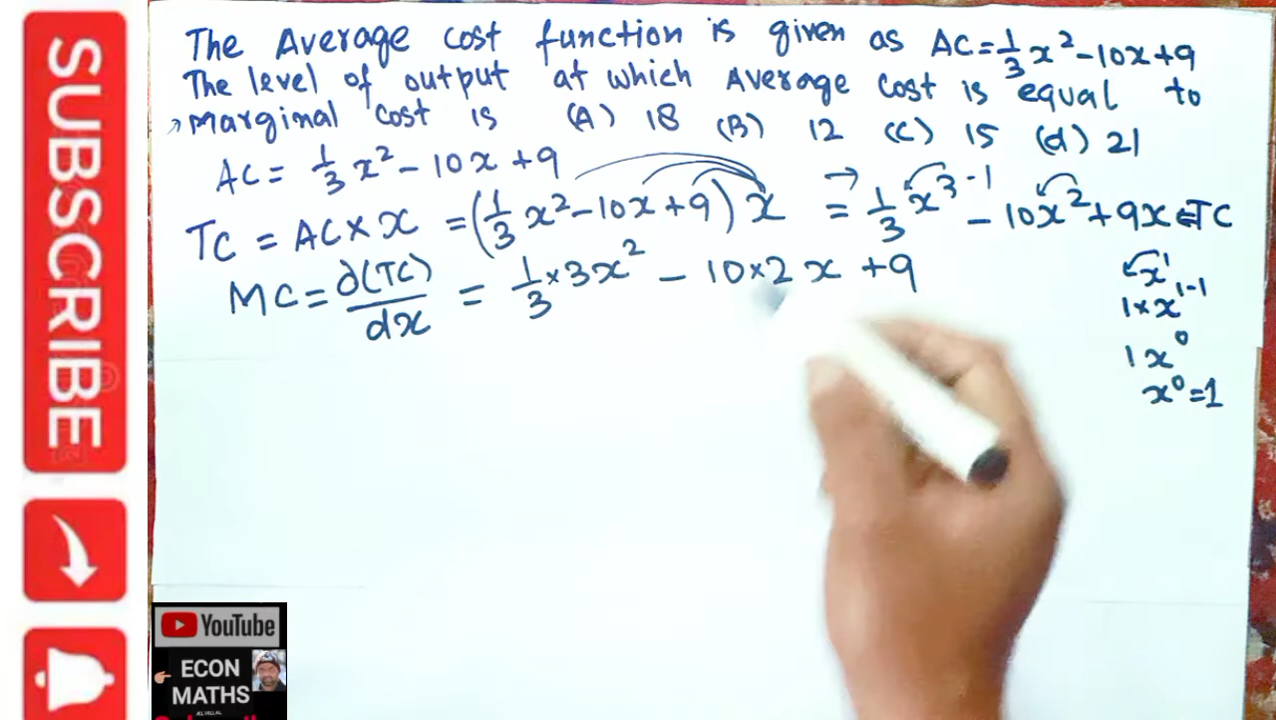 The Average cost function is given as AC=1/3 x²-10x+9
The level of output at which Average Cost is equal to
→ marginal cost is (A) 18 (B) 12 (C) 15 (d) 21
AC= 1/3 x² - 10x +9
TC = AC×x =(1/3 x²-10x+9)x = 1/3 x³⁻¹ - 10x²+9x ⇐TC
MC= ∂(TC)/dx = 1/3 × 3x² - 10×2x +9
x¹
1×x¹⁻¹
1x⁰
x⁰=1
SUBSCRIBE
YouTube
ECON
MATHS